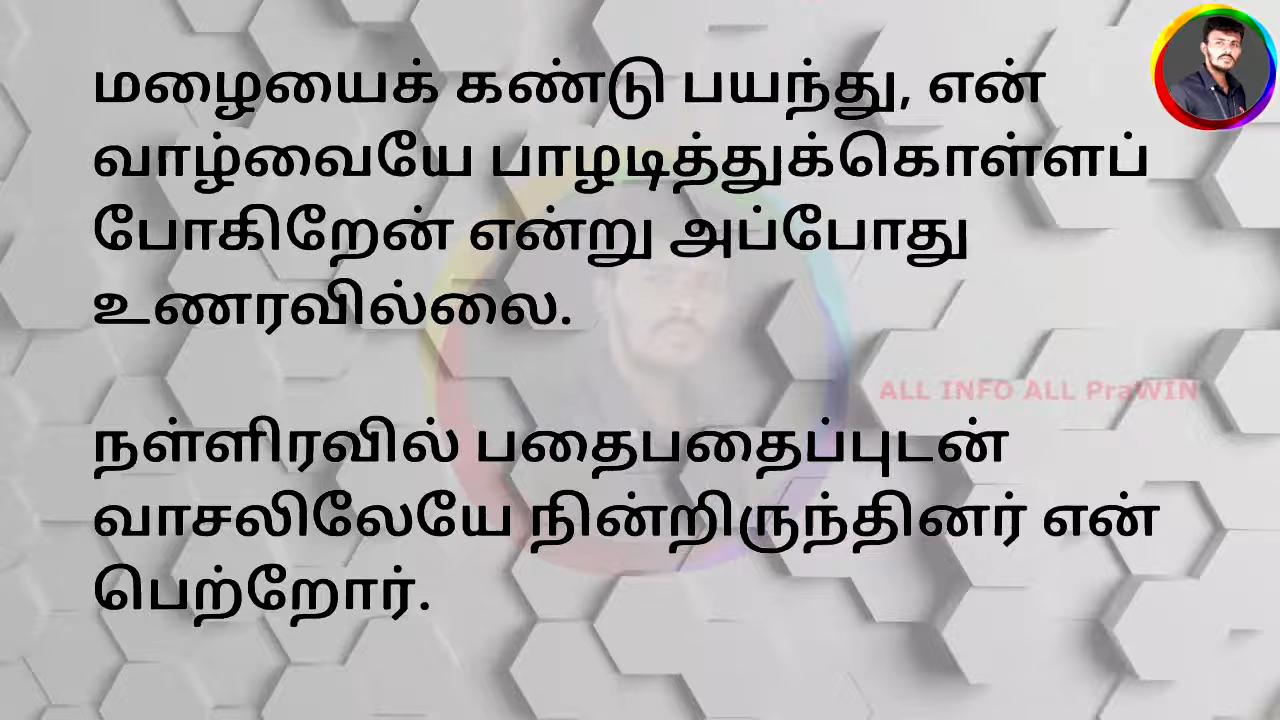 மழையைக் கண்டு பயந்து, என்
வாழ்வையே பாழடித்துக்கொள்ளப்
போகிறேன் என்று அப்போது
உணரவில்லை.
ALL INFO ALL PraWIN
நள்ளிரவில் பதைபதைப்புடன்
வாசலிலேயே நின்றிருந்தினர் என்
பெற்றோர்.